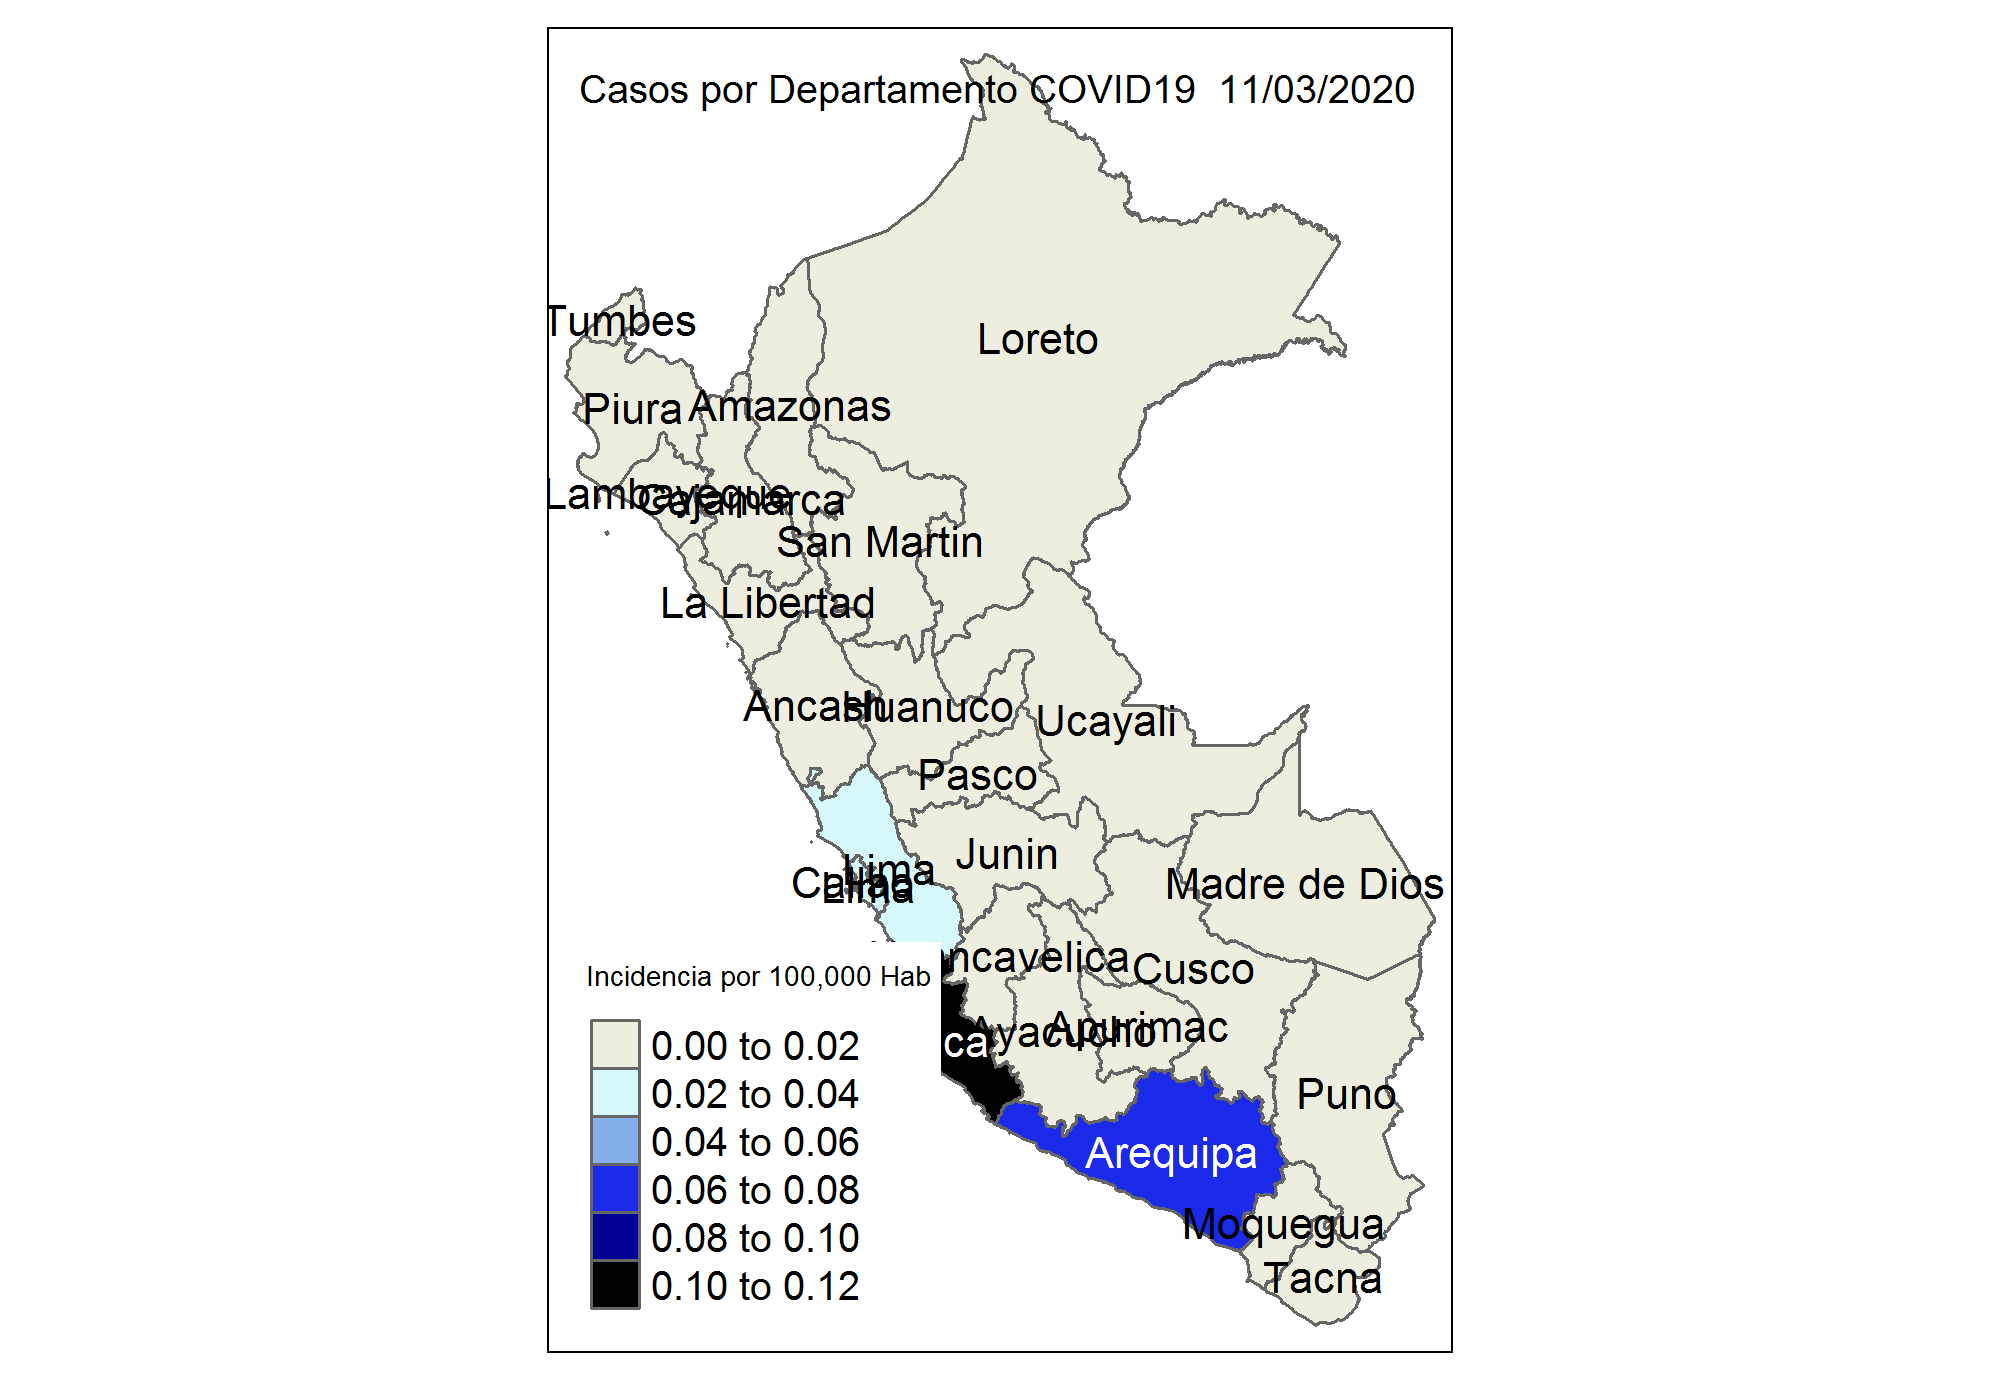 Casos por Departamento COVID19  11/03/2020
Tumbes
Loreto
Piura
Amazonas
Lambayeque
Cajamarca
San Martin
La Libertad
Ancash
Huanuco
Ucayali
Pasco
Junin
Lima
Callao
Lima
Madre de Dios
ncavelica
Cusco
Incidencia por 100,000 Hab
Ayacucho
Apurimac
ca
0.00 to 0.02
0.02 to 0.04
0.04 to 0.06
0.06 to 0.08
0.08 to 0.10
0.10 to 0.12
Puno
Arequipa
Moquegua
Tacna